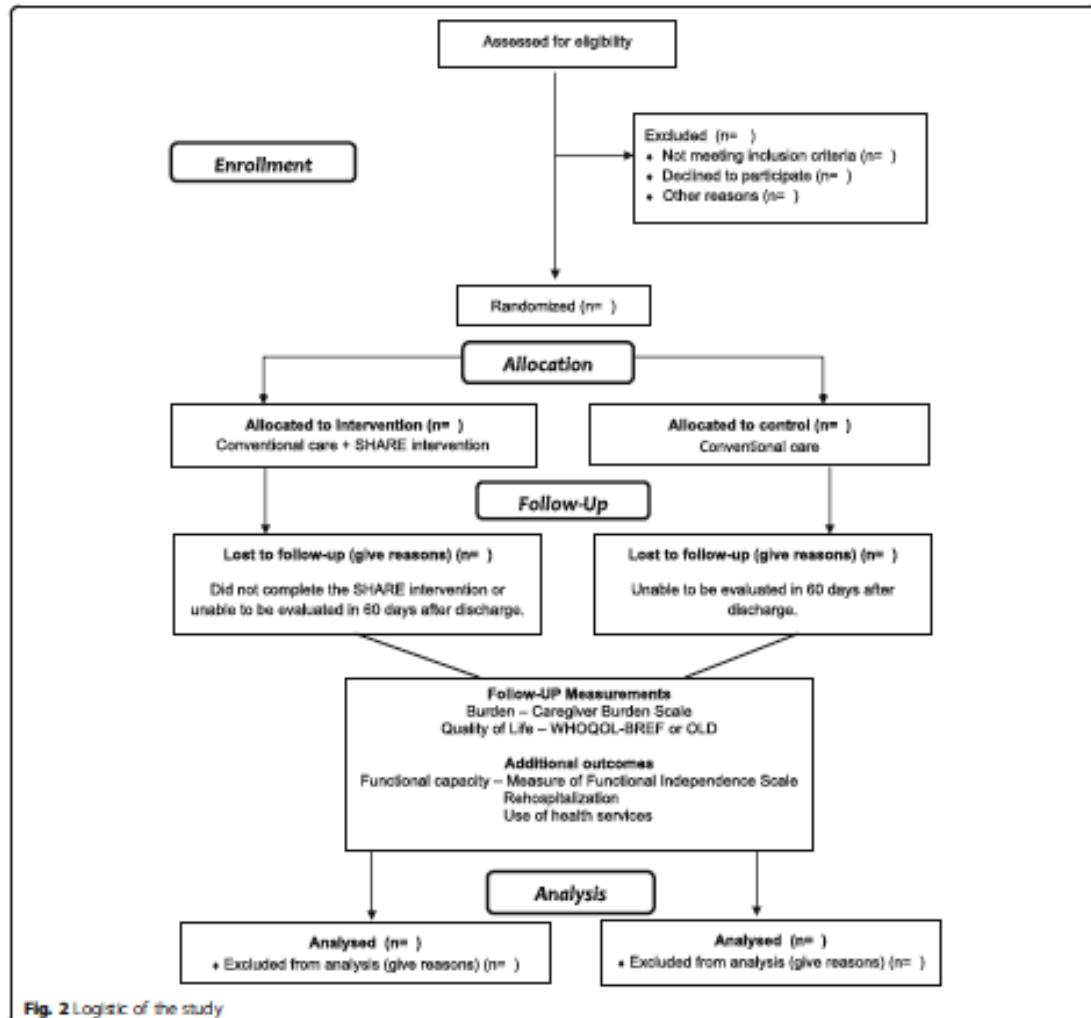 Assessed for eligibility
Excluded (n= )
♦ Not meeting inclusion criteria (n= )
♦ Declined to participate (n= )
♦ Other reasons (n= )
Enrollment
Randomized (n= )
Allocation
Allocated to Intervention (n= )
Conventional care + SHARE intervention
Allocated to control (n= )
Conventional care
Follow-Up
Lost to follow-up (give reasons) (n= )
Did not complete the SHARE intervention or
unable to be evaluated in 60 days after discharge.
Lost to follow-up (give reasons) (n= )
Unable to be evaluated in 60 days after
discharge.
Follow-UP Measurements
Burden – Caregiver Burden Scale
Quality of Life – WHOQOL-BREF or OLD
Additional outcomes
Functional capacity – Measure of Functional Independence Scale
Rehospitalization
Use of health services
Analysis
Analysed (n= )
♦ Excluded from analysis (give reasons) (n= )
Analysed (n= )
♦ Excluded from analysis (give reasons) (n= )
Fig. 2 Logistic of the study